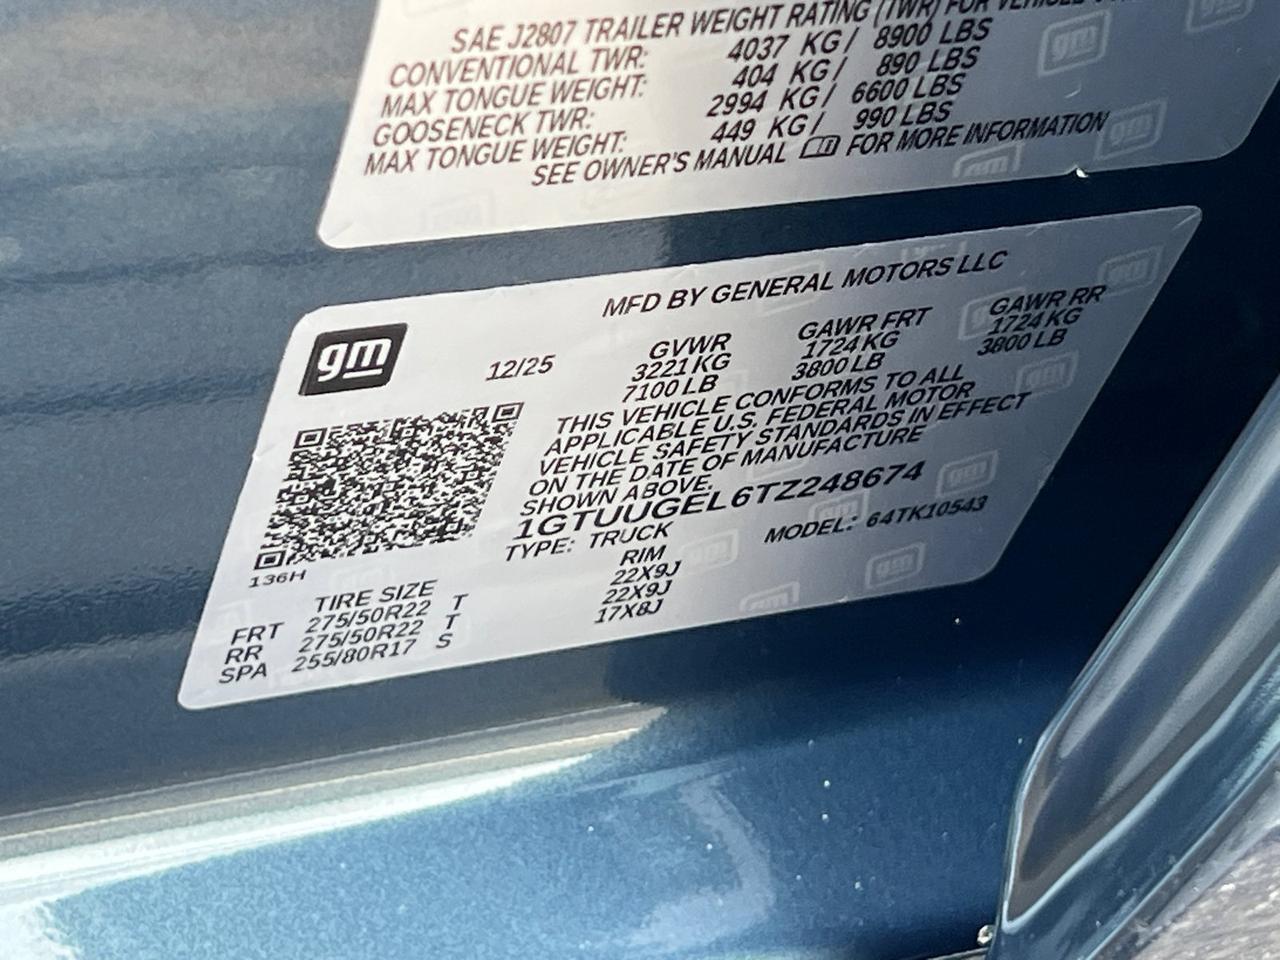 SAE J2807 TRAILER WEIGHT RATING (TWR) FOR VEHICLE
CONVENTIONAL TWR: 4037 KG / 8900 LBS
MAX TONGUE WEIGHT: 404 KG / 890 LBS
GOOSENECK TWR: 2994 KG / 6600 LBS
MAX TONGUE WEIGHT: 449 KG / 990 LBS
SEE OWNER'S MANUAL FOR MORE INFORMATION
MFD BY GENERAL MOTORS LLC
gm
12/25
GVWR GAWR FRT GAWR RR
3221 KG 1724 KG 1724 KG
7100 LB 3800 LB 3800 LB
THIS VEHICLE CONFORMS TO ALL
APPLICABLE U.S. FEDERAL MOTOR
VEHICLE SAFETY STANDARDS IN EFFECT
ON THE DATE OF MANUFACTURE
SHOWN ABOVE.
1GTUUGEL6TZ248674
TYPE: TRUCK MODEL: 64TK10543
136H
TIRE SIZE RIM
FRT 275/50R22 T 22X9J
RR 275/50R22 T 22X9J
SPA 255/80R17 S 17X8J